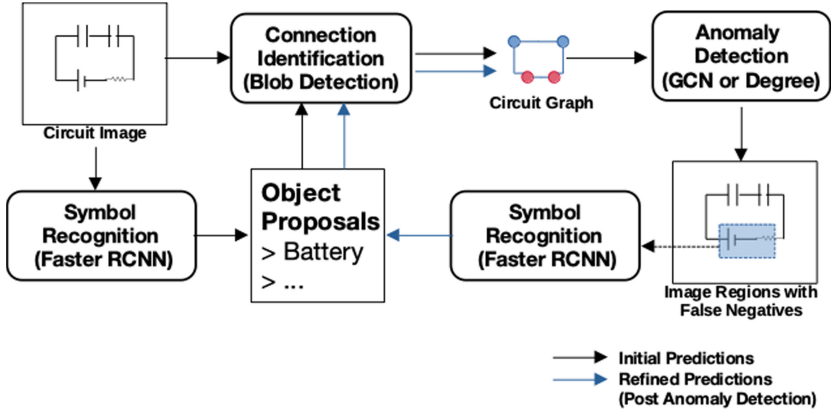 Circuit Image
Connection
Identification
(Blob Detection)
Circuit Graph
Anomaly
Detection
(GCN or Degree)
Symbol
Recognition
(Faster RCNN)
Object
Proposals
> Battery
> ...
Symbol
Recognition
(Faster RCNN)
Image Regions with
False Negatives
Initial Predictions
Refined Predictions
(Post Anomaly Detection)